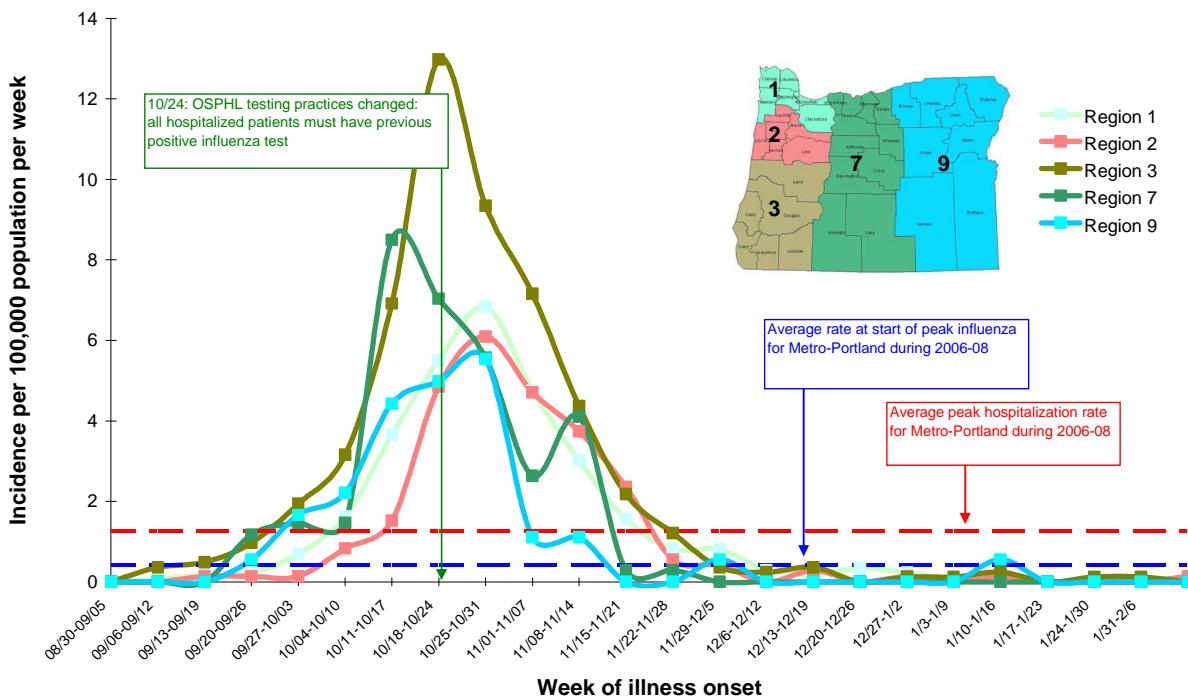 Incidence per 100,000 population per week
14
12
10
8
6
4
2
0
10/24: OSPHL testing practices changed:
all hospitalized patients must have previous
positive influenza test
1
2
3
7
9
Region 1
Region 2
Region 3
Region 7
Region 9
Average rate at start of peak influenza
for Metro-Portland during 2006-08
Average peak hospitalization rate
for Metro-Portland during 2006-08
08/30-09/05
09/06-09/12
09/13-09/19
09/20-09/26
09/27-10/03
10/04-10/10
10/11-10/17
10/18-10/24
10/25-10/31
11/01-11/07
11/08-11/14
11/15-11/21
11/22-11/28
11/29-12/5
12/6-12/12
12/13-12/19
12/20-12/26
12/27-1/2
1/3-1/9
1/10-1/16
1/17-1/23
1/24-1/30
1/31-2/6
Week of illness onset